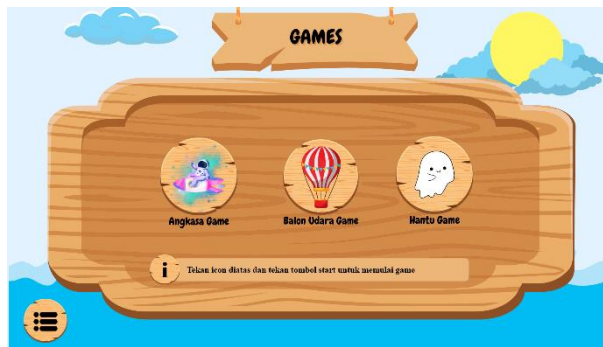 GAMES
Angkasa Game
Balon Udara Game
Hantu Game
i
Tekan icon diatas dan tekan tombol start untuk memulai game